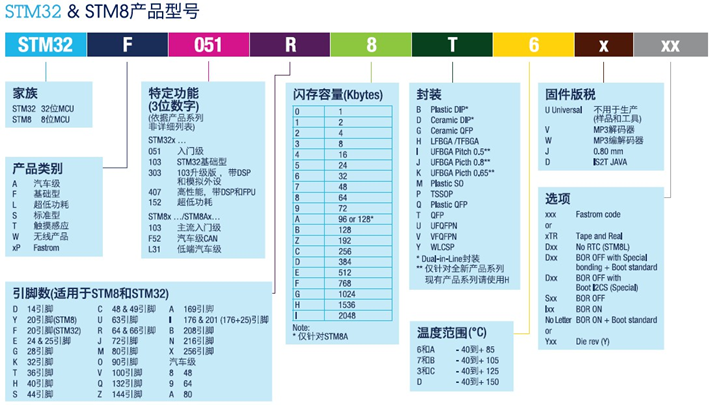 STM32 & STM8产品型号
STM32 F 051 R 8 T 6 x xx
家族
STM32 32位MCU
STM8 8位MCU
产品类别
A 汽车级
F 基础型
L 超低功耗
S 标准型
T 触摸感应
W 无线产品
xP Fastrom
特定功能
(3位数字)
(依据产品系列
非详细列表)
STM32x ...
051 入门级
103 STM32基础型
303 103升级版，带DSP
和模拟外设
407 高性能，带DSP和FPU
152 超低功耗
STM8x .../STM8Ax...
103 主流入门级
F52 汽车级CAN
L31 低端汽车级
引脚数(适用于STM8和STM32)
D 14引脚 C 48 & 49引脚 A 169引脚
Y 20引脚(STM8) U 63引脚 I 176 & 201 (176+25)引脚
F 20引脚(STM32) R 64 & 66引脚 B 208引脚
E 24 & 25引脚 J 72引脚 N 216引脚
G 28引脚 M 80引脚 X 256引脚
K 32引脚 O 90引脚 汽车级
T 36引脚 V 100引脚 8 48
H 40引脚 Q 132引脚 9 64
S 44引脚 Z 144引脚 A 80
闪存容量(Kbytes)
0 1
1 2
2 4
3 8
4 16
5 24
6 32
7 48
8 64
9 72
A 96 or 128*
B 128
Z 192
C 256
D 384
E 512
F 768
G 1024
H 1536
I 2048
Note:
* 仅针对STM8A
封装
B Plastic DIP*
D Ceramic DIP*
G Ceramic QFP
H LFBGA /TFBGA
I UFBGA Pitch 0.5**
J UFBGA Picth 0.8**
K UFBGA Picth 0,65**
M Plastic SO
P TSSOP
Q Plastic QFP
T QFP
U UFQFPN
V VFQFPN
Y WLCSP
* Dual-in-Line封装
** 仅针对全新产品系列
现有产品系列请使用H
温度范围(°C)
6和A - 40到+ 85
7和B - 40到+ 105
3和C - 40到+ 125
D - 40到+ 150
固件版税
U Universal 不用于生产
(样品和工具)
V MP3解码器
W MP3编解码器
J 0.80 mm
D IS2T JAVA
选项
xxx Fastrom code
or
xTR Tape and Real
Dxx No RTC (STM8L)
Dxx BOR OFF with Special
bonding + Boot standard
Dxx BOR OFF with
Boot I2CS (Special)
Sxx BOR OFF
Ixx BOR ON
No Letter BOR ON + Boot standard
or
Yxx Die rev (Y)